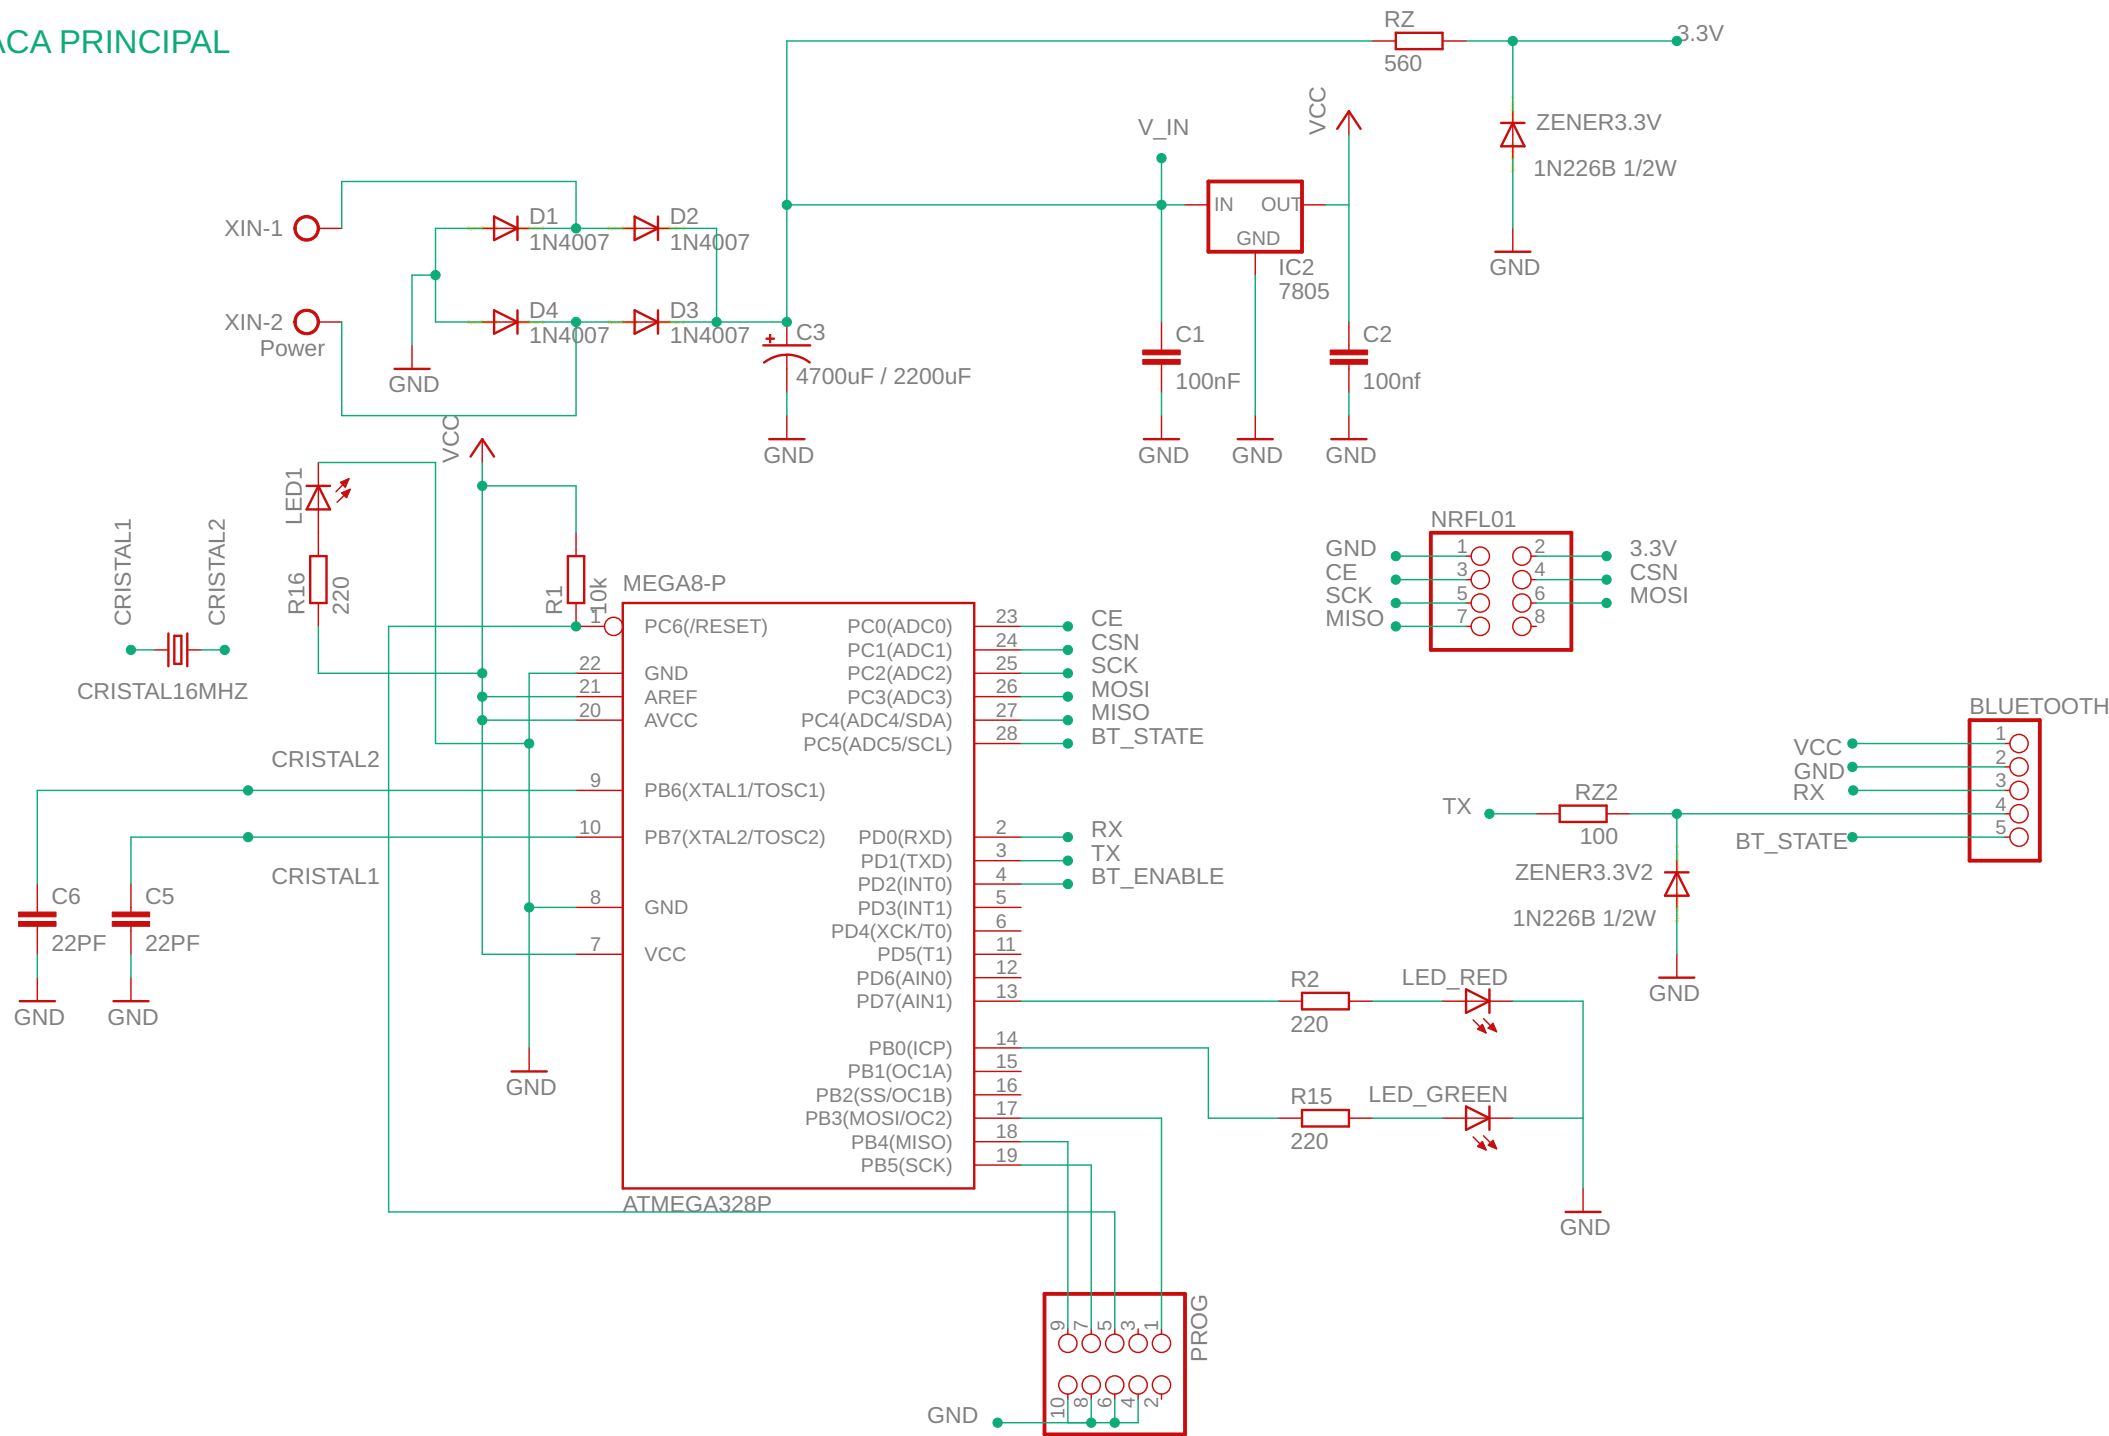 ACA PRINCIPAL
RZ
560
3.3V
ZENER3.3V
1N226B 1/2W
GND
V_IN
VCC
IN OUT
GND
IC2
7805
XIN-1
D1
1N4007
D2
1N4007
XIN-2
Power
D4
1N4007
D3
1N4007
GND
C3
4700uF / 2200uF
GND
C1
100nF
GND
GND
C2
100nf
GND
VCC
LED1
R16
220
R1
10k
CRISTAL1
CRISTAL2
CRISTAL16MHZ
MEGA8-P
1 PC6(/RESET)
22 GND
21 AREF
20 AVCC
9 PB6(XTAL1/TOSC1)
10 PB7(XTAL2/TOSC2)
8 GND
7 VCC
PC0(ADC0) 23 CE
PC1(ADC1) 24 CSN
PC2(ADC2) 25 SCK
PC3(ADC3) 26 MOSI
PC4(ADC4/SDA) 27 MISO
PC5(ADC5/SCL) 28 BT_STATE
PD0(RXD) 2 RX
PD1(TXD) 3 TX
PD2(INT0) 4 BT_ENABLE
PD3(INT1) 5
PD4(XCK/T0) 6
PD5(T1) 11
PD6(AIN0) 12
PD7(AIN1) 13
PB0(ICP) 14
PB1(OC1A) 15
PB2(SS/OC1B) 16
PB3(MOSI/OC2) 17
PB4(MISO) 18
PB5(SCK) 19
ATMEGA328P
CRISTAL2
CRISTAL1
C6
22PF
GND
C5
22PF
GND
GND
NRFL01
GND 1 2 3.3V
CE 3 4 CSN
SCK 5 6 MOSI
MISO 7 8
BLUETOOTH
VCC 1
GND 2
RX 3
4
BT_STATE 5
TX
RZ2
100
ZENER3.3V2
1N226B 1/2W
GND
R2
220
LED_RED
R15
220
LED_GREEN
GND
PROG
9 7 5 3 1
10 8 6 4 2
GND